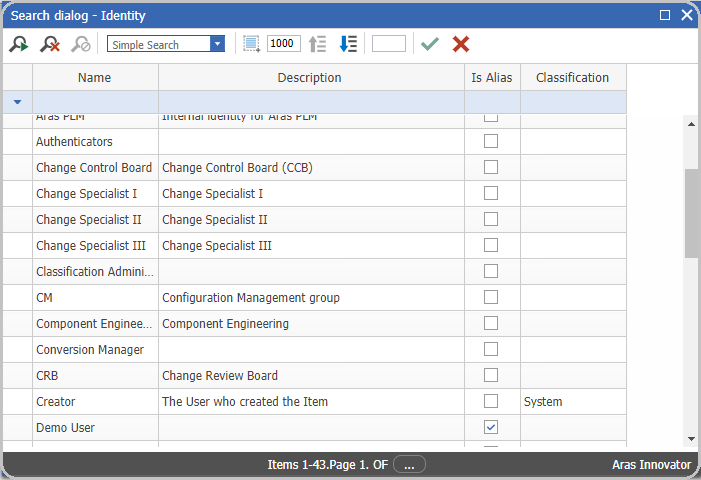 Search dialog - Identity
Simple Search 1000
Name Description Is Alias Classification
Aras PLM Internal identity for Aras PLM
Authenticators
Change Control Board Change Control Board (CCB)
Change Specialist I Change Specialist I
Change Specialist II Change Specialist II
Change Specialist III Change Specialist III
Classification Admini...
CM Configuration Management group
Component Enginee... Component Engineering
Conversion Manager
CRB Change Review Board
Creator The User who created the Item System
Demo User
Items 1-43.Page 1. OF ... Aras Innovator